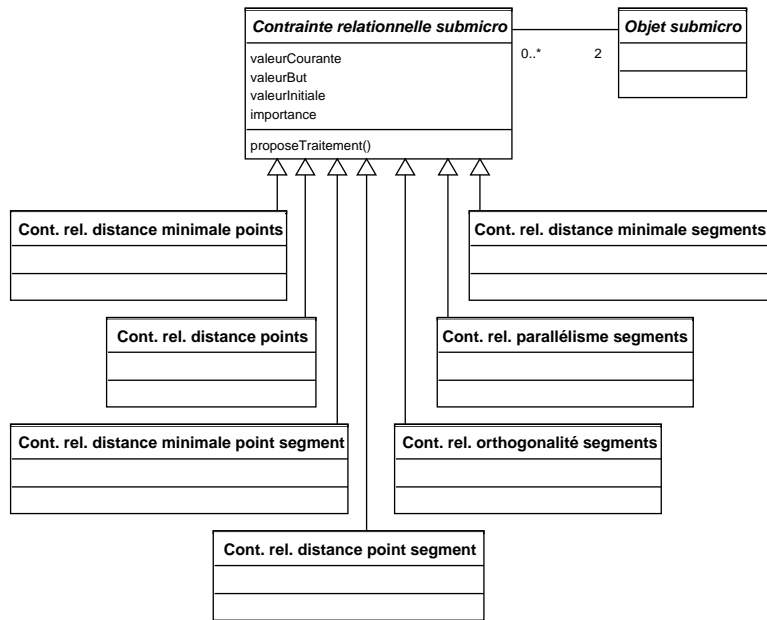 Contrainte relationnelle submicro
Objet submicro
valeurCourante
valeurBut
valeurInitiale
importance
0..*
2
proposeTraitement()
Cont. rel. distance minimale points
Cont. rel. distance minimale segments
Cont. rel. distance points
Cont. rel. parallélisme segments
Cont. rel. distance minimale point segment
Cont. rel. orthogonalité segments
Cont. rel. distance point segment